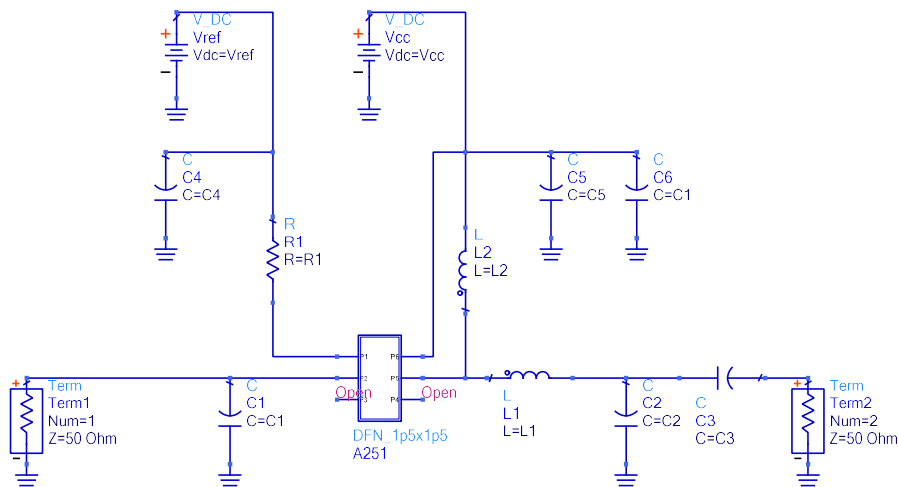 V_DC
Vref
Vdc=Vref
V_DC
Vcc
Vdc=Vcc
C
C4
C=C4
C
C5
C=C5
C
C6
C=C1
R
R1
R=R1
L
L2
L=L2
P1
P6
P2
P5
P3
P4
Open
Open
DFN_1p5x1p5
A251
Term
Term1
Num=1
Z=50 Ohm
C
C1
C=C1
L
L1
L=L1
C
C2
C=C2
C
C3
C=C3
Term
Term2
Num=2
Z=50 Ohm